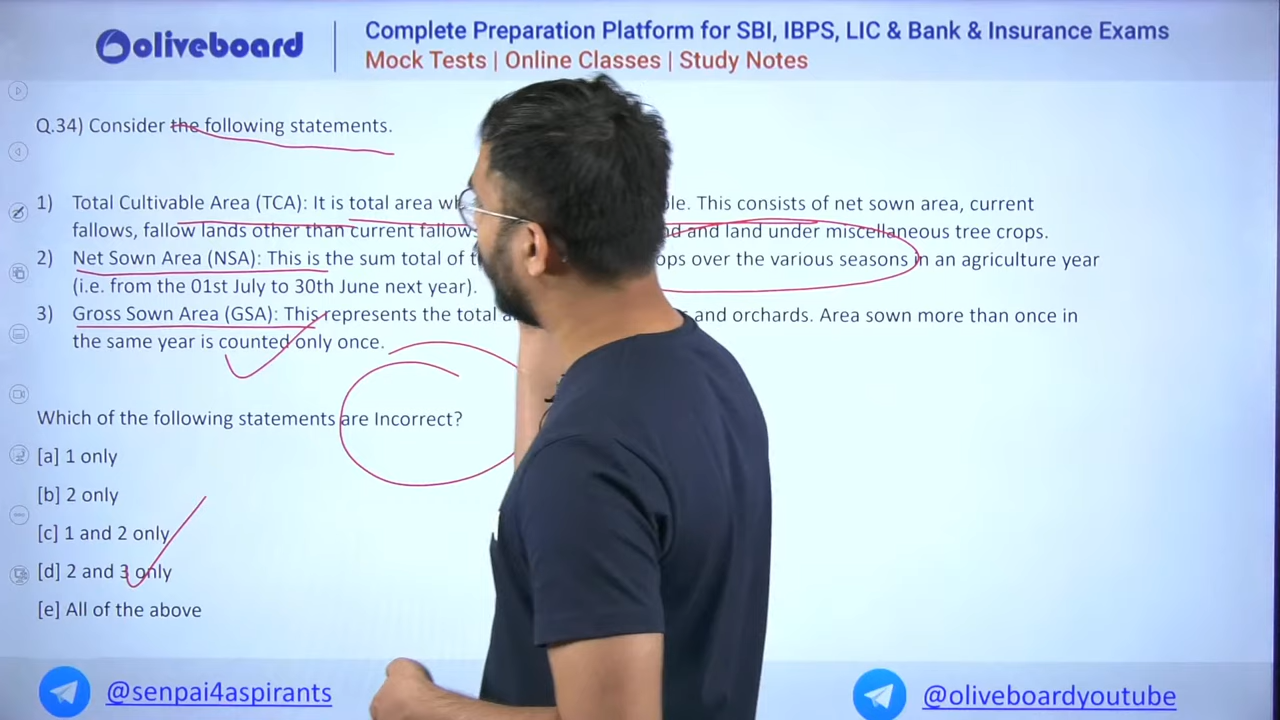 oliveboard
Complete Preparation Platform for SBI, IBPS, LIC & Bank & Insurance Exams
Mock Tests | Online Classes | Study Notes
Q.34) Consider the following statements.
1) Total Cultivable Area (TCA): It is total area This consists of net sown area, current
fallows, fallow lands other than current and land under miscellaneous tree crops.
2) Net Sown Area (NSA): This is the sum total of over the various seasons in an agriculture year
(i.e. from the 01st July to 30th June next year).
3) Gross Sown Area (GSA): This represents the total and orchards. Area sown more than once in
the same year is counted only once.
Which of the following statements are Incorrect?
[a] 1 only
[b] 2 only
[c] 1 and 2 only
[d] 2 and 3 only
[e] All of the above
@senpai4aspirants
@oliveboardyoutube